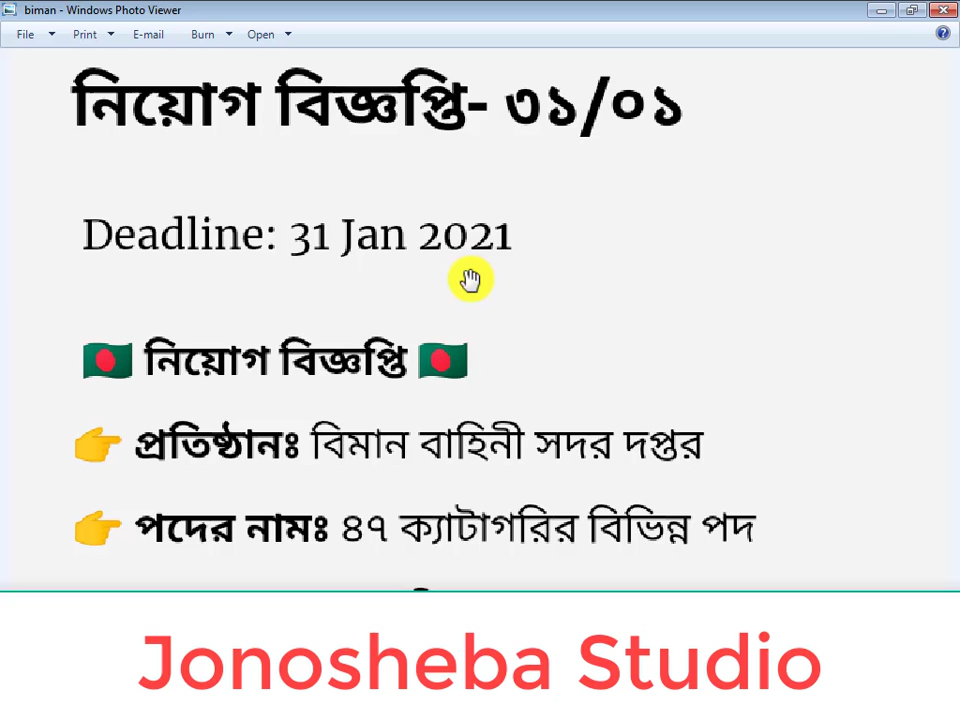 biman - Windows Photo Viewer
File Print E-mail Burn Open
নিয়োগ বিজ্ঞপ্তি- ৩১/০১
Deadline: 31 Jan 2021
নিয়োগ বিজ্ঞপ্তি
প্রতিষ্ঠানঃ বিমান বাহিনী সদর দপ্তর
পদের নামঃ ৪৭ ক্যাটাগরির বিভিন্ন পদ
Jonosheba Studio